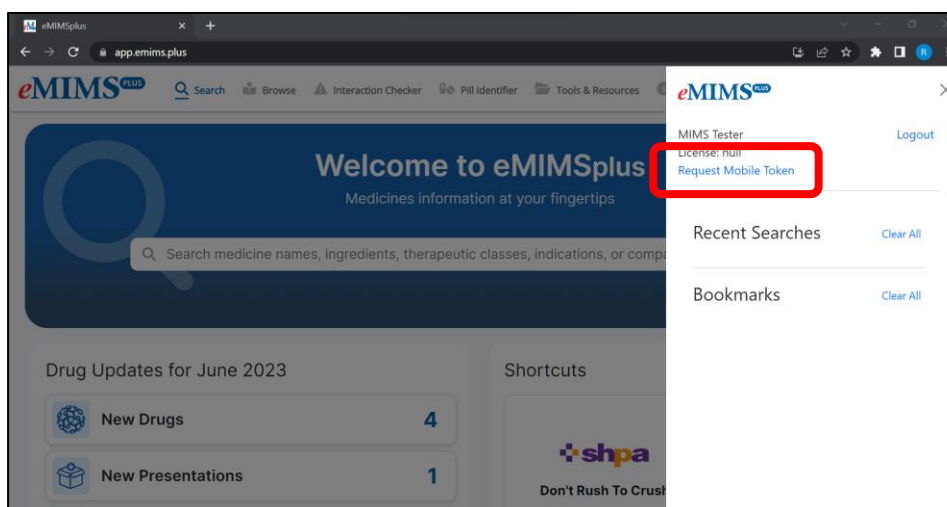 eMIMSplus
app.emims.plus
R
eMIMS PLUS
Search
Browse
Interaction Checker
Pill Identifier
Tools & Resources
Welcome to eMIMSplus
Medicines information at your fingertips
Search medicine names, ingredients, therapeutic classes, indications, or compa
Drug Updates for June 2023
New Drugs
4
New Presentations
1
Shortcuts
shpa
Don't Rush To Crush
eMIMS PLUS
MIMS Tester
Logout
License: null
Request Mobile Token
Recent Searches
Clear All
Bookmarks
Clear All